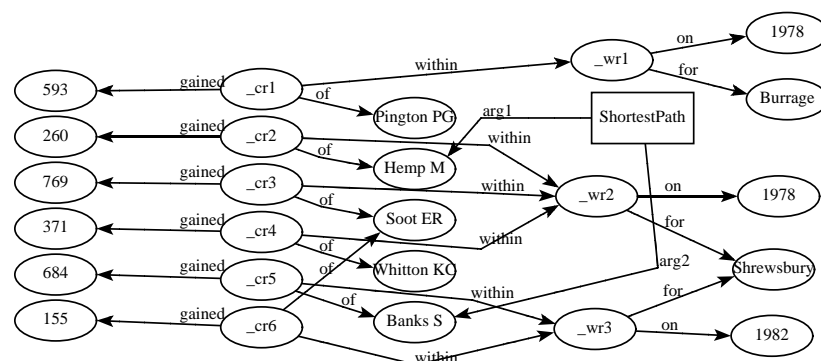 on
1978
_wr1
within
for
593
gained
_cr1
Burrage
of
arg1
ShortestPath
Pington PG
260
gained
_cr2
within
of
Hemp M
769
gained
_cr3
within
on
_wr2
1978
of
Soot ER
371
gained
_cr4
for
within
Whitton KC
of
arg2
Shrewsbury
684
gained
_cr5
within
for
of
155
gained
_cr6
Banks S
_wr3
on
1982
within